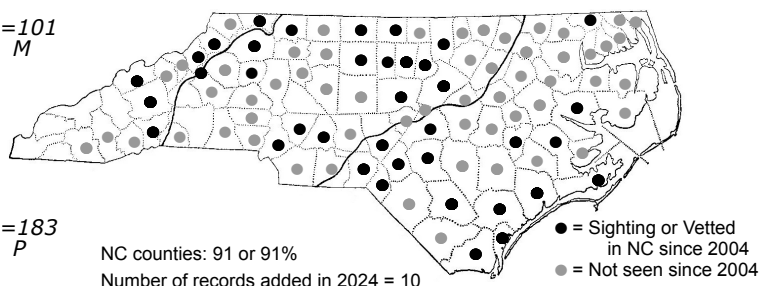 =101
M
=183
P
NC counties: 91 or 91%
Number of records added in 2024 = 10
= Sighting or Vetted
in NC since 2004
= Not seen since 2004